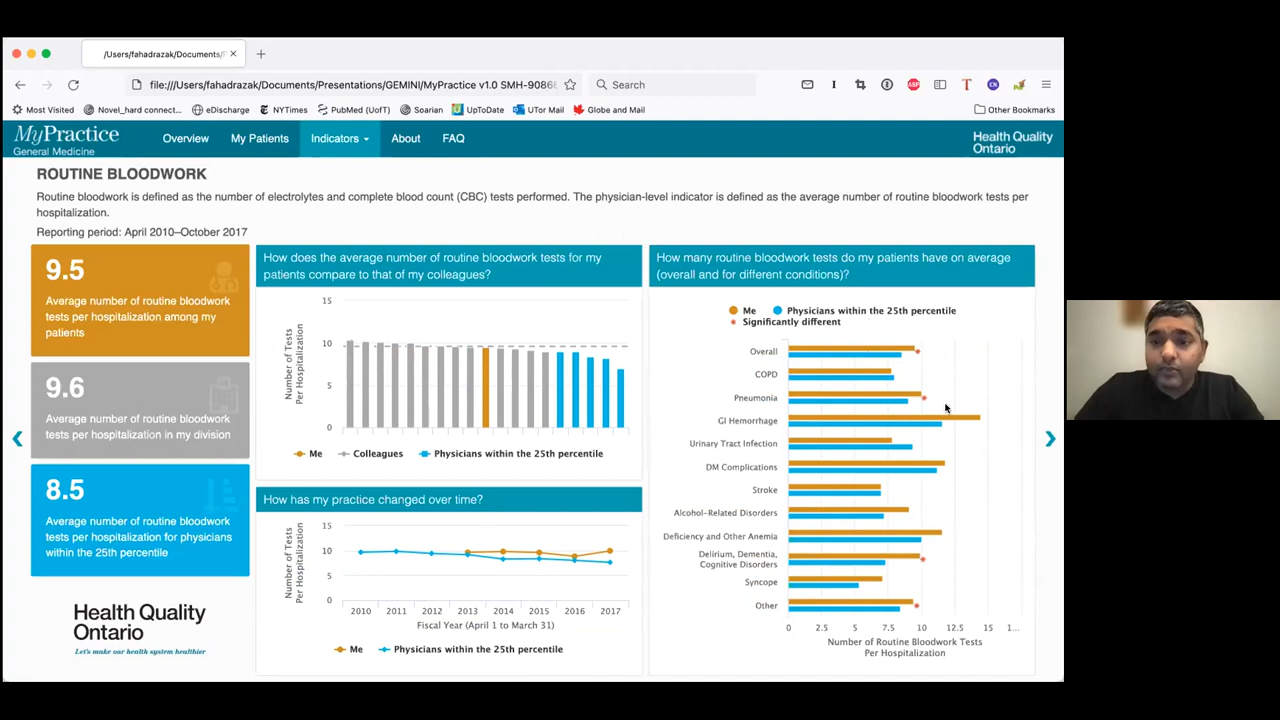 /Users/fahadrazak/Documents/
file:///Users/fahadrazak/Documents/Presentations/GEMINI/MyPractice v1.0 SMH-9086
Search
Most Visited
Novel_hard connect...
eDischarge
NYTimes
PubMed (UofT)
Soarian
UpToDate
UTor Mail
Globe and Mail
Other Bookmarks
MyPractice
General Medicine
Overview
My Patients
Indicators
About
FAQ
Health Quality
Ontario
ROUTINE BLOODWORK
Routine bloodwork is defined as the number of electrolytes and complete blood count (CBC) tests performed. The physician-level indicator is defined as the average number of routine bloodwork tests per
hospitalization.
Reporting period: April 2010–October 2017
9.5
Average number of routine bloodwork
tests per hospitalization among my
patients
9.6
Average number of routine bloodwork
tests per hospitalization in my division
8.5
Average number of routine bloodwork
tests per hospitalization for physicians
within the 25th percentile
Health Quality
Ontario
Let's make our health system healthier
How does the average number of routine bloodwork tests for my
patients compare to that of my colleagues?
Number of Tests
Per Hospitalization
15
10
5
0
Me
Colleagues
Physicians within the 25th percentile
How has my practice changed over time?
Number of Tests
Per Hospitalization
15
10
5
0
2010 2011 2012 2013 2014 2015 2016 2017
Fiscal Year (April 1 to March 31)
Me
Physicians within the 25th percentile
How many routine bloodwork tests do my patients have on average
(overall and for different conditions)?
Me
Physicians within the 25th percentile
Significantly different
Overall
COPD
Pneumonia
GI Hemorrhage
Urinary Tract Infection
DM Complications
Stroke
Alcohol-Related Disorders
Deficiency and Other Anemia
Delirium, Dementia,
Cognitive Disorders
Syncope
Other
0 2.5 5 7.5 10 12.5 15 1...
Number of Routine Bloodwork Tests
Per Hospitalization